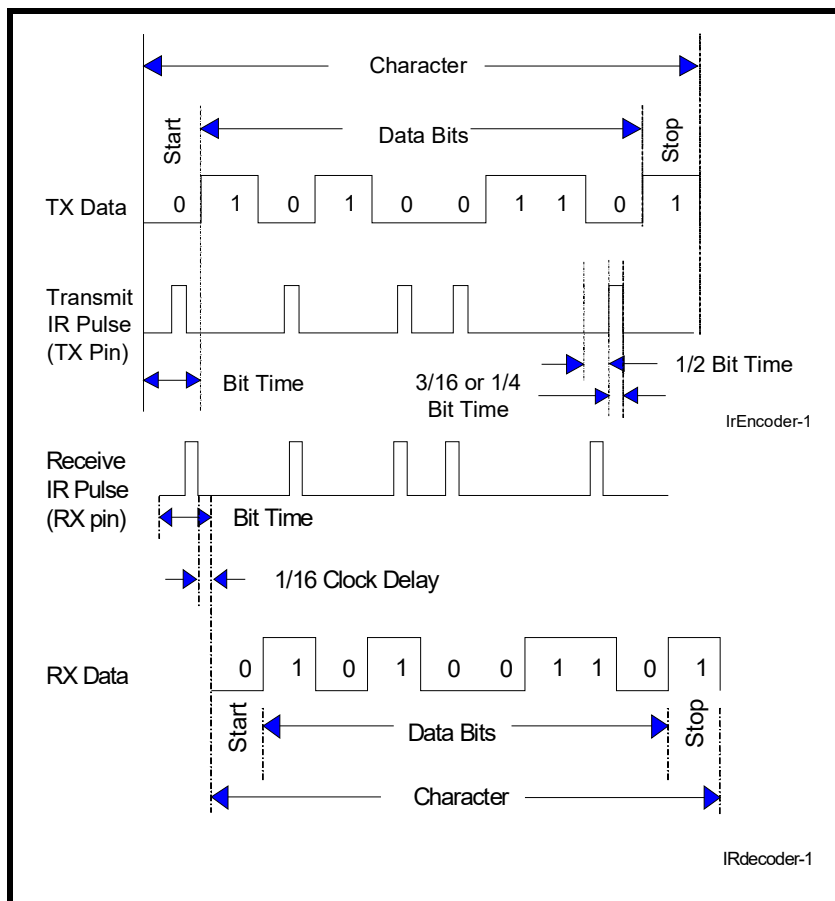 Character
Start
Data Bits
Stop
TX Data
0 1 0 1 0 0 1 1 0 1
Transmit
IR Pulse
(TX Pin)
Bit Time
1/2 Bit Time
3/16 or 1/4
Bit Time
IrEncoder-1
Receive
IR Pulse
(RX pin)
Bit Time
1/16 Clock Delay
RX Data
0 1 0 1 0 0 1 1 0 1
Start
Data Bits
Stop
Character
IRdecoder-1